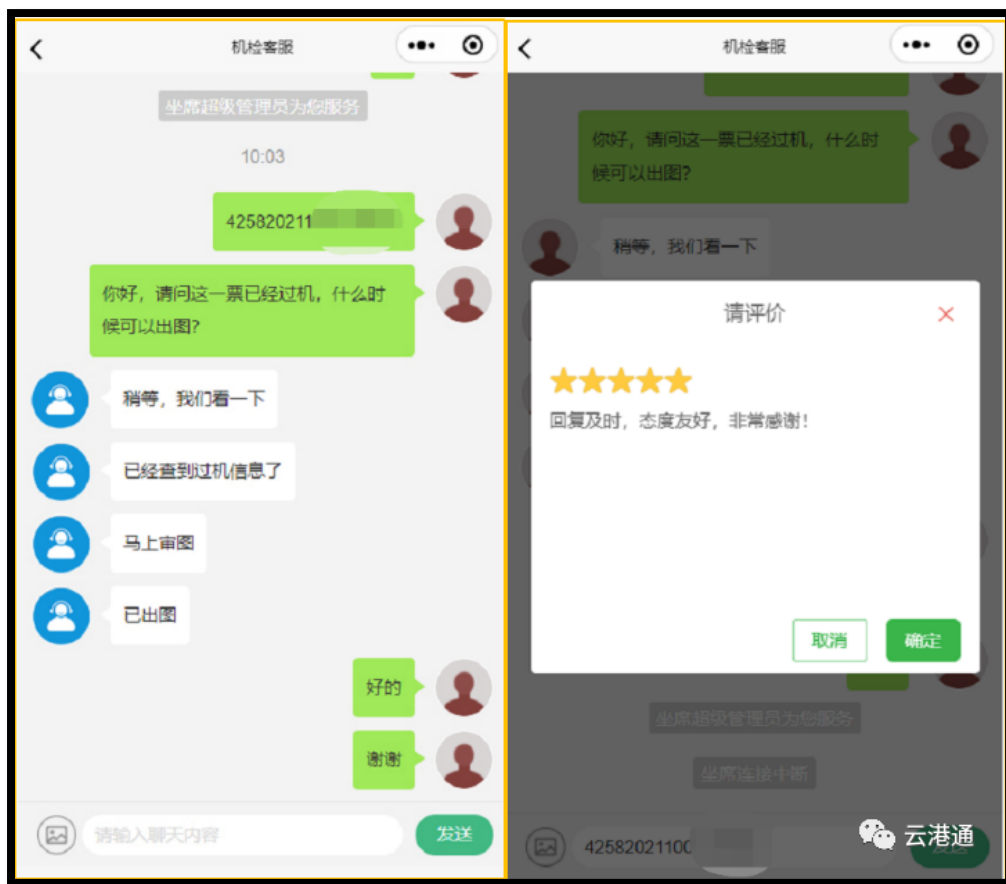 机检客服
坐席超级管理员为您服务
10:03
425820211
你好，请问这一票已经过机，什么时
候可以出图？
稍等，我们看一下
已经查到过机信息了
马上审图
已出图
好的
谢谢
请输入聊天内容
发送
机检客服
你好，请问这一票已经过机，什么时
候可以出图？
稍等，我们看一下
请评价
回复及时，态度友好，非常感谢！
取消
确定
坐席超级管理员为您服务
坐席连接中断
4258202110
发送
云港通